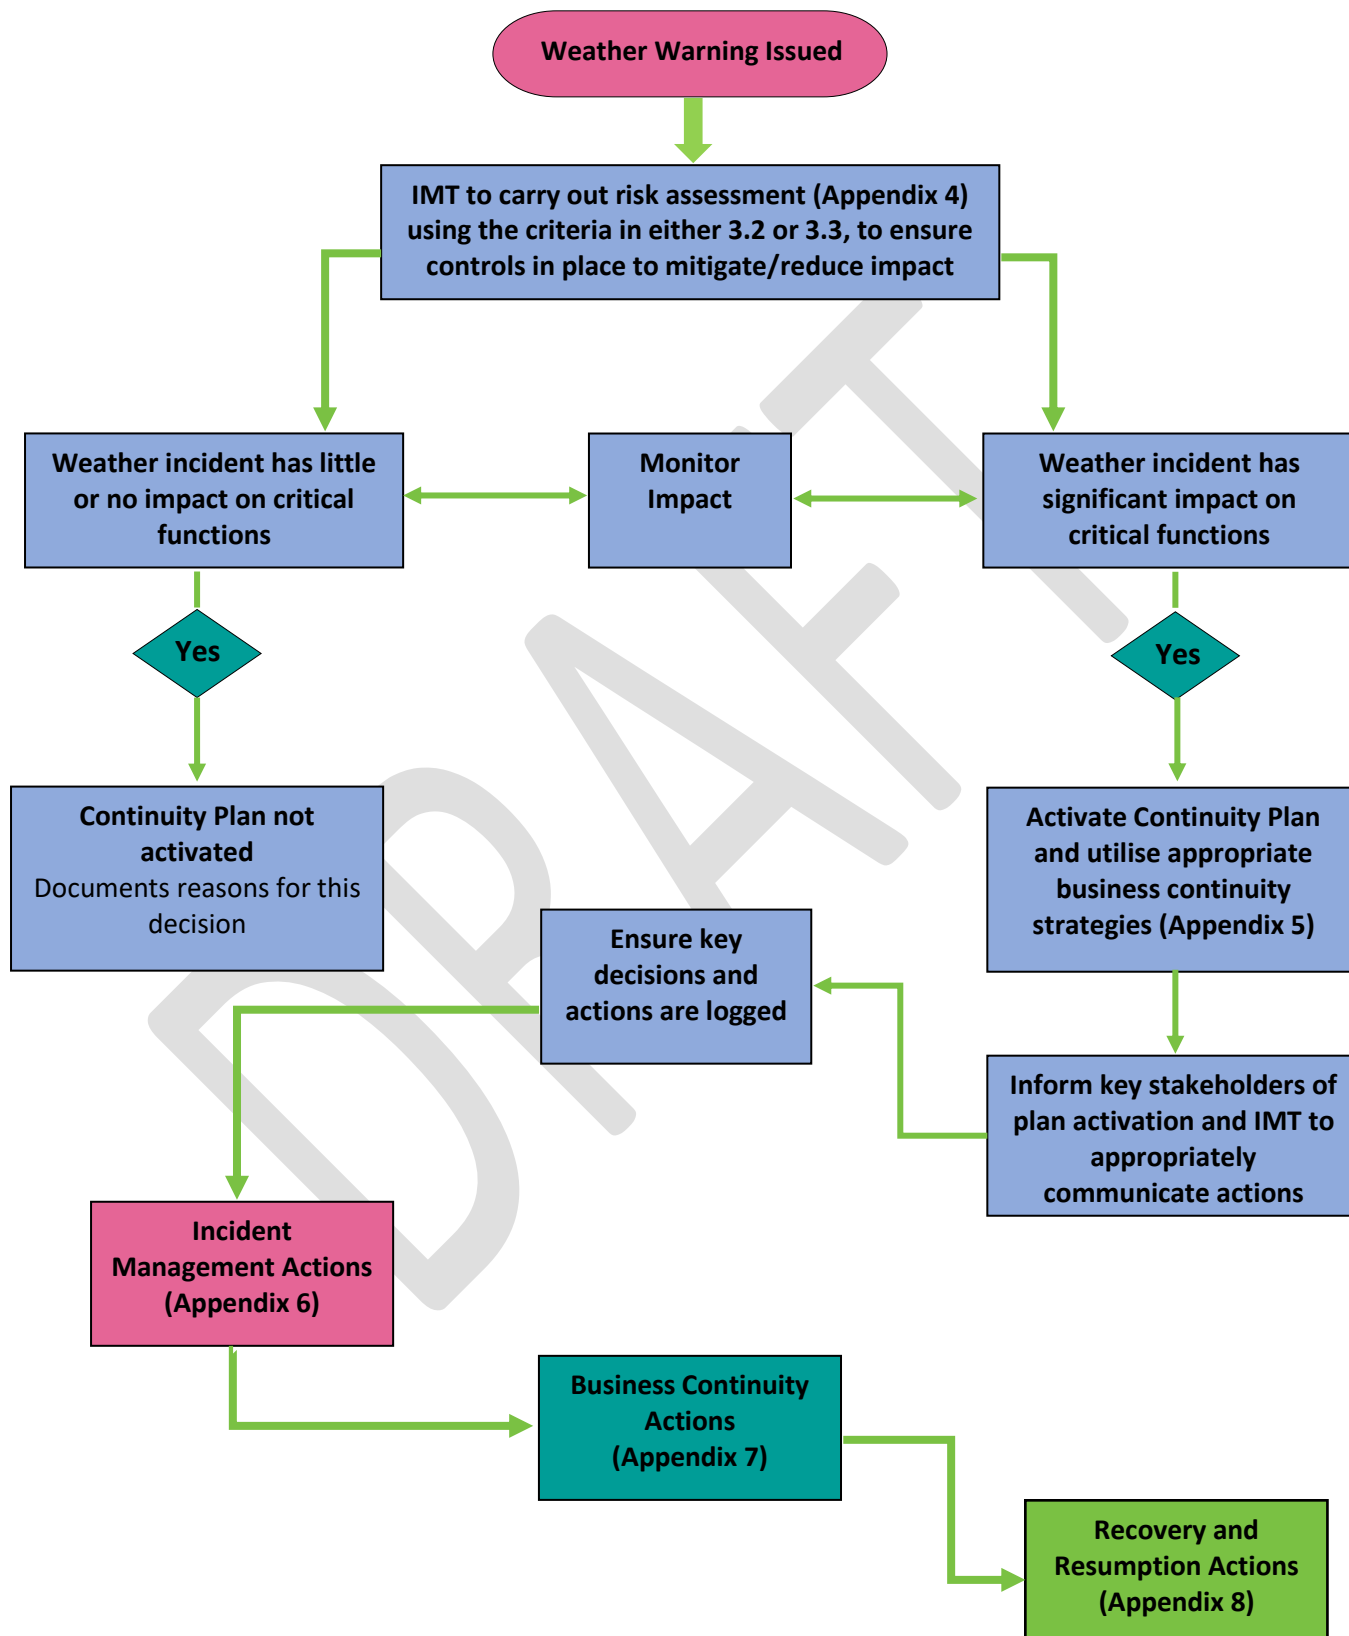 Weather Warning Issued
IMT to carry out risk assessment (Appendix 4)
using the criteria in either 3.2 or 3.3, to ensure
controls in place to mitigate/reduce impact
Weather incident has little
or no impact on critical
functions
Monitor
Impact
Weather incident has
significant impact on
critical functions
Yes
Yes
Continuity Plan not
activated
Documents reasons for this
decision
Activate Continuity Plan
and utilise appropriate
business continuity
strategies (Appendix 5)
Ensure key
decisions and
actions are logged
Inform key stakeholders of
plan activation and IMT to
appropriately
communicate actions
Incident
Management Actions
(Appendix 6)
Business Continuity
Actions
(Appendix 7)
Recovery and
Resumption Actions
(Appendix 8)
DRAFT